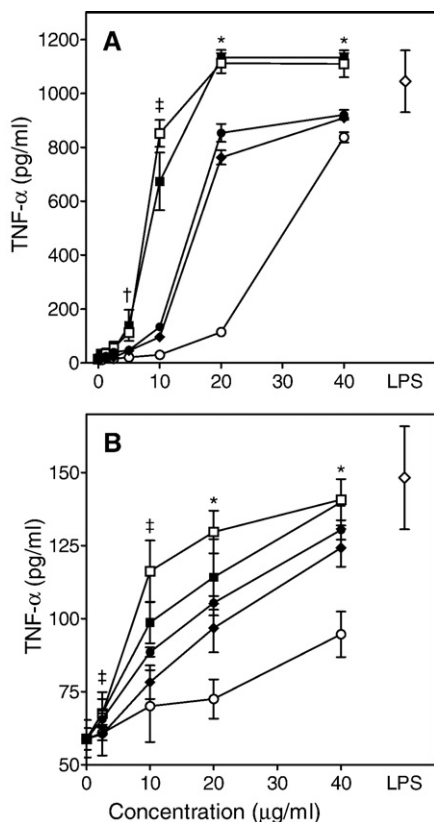 A
TNF-α (pg/ml)
1200
1000
800
600
400
200
0
† ‡ * *
0 10 20 30 40 LPS
B
TNF-α (pg/ml)
150
125
100
75
50
‡ ‡ * *
0 10 20 30 40 LPS
Concentration (μg/ml)